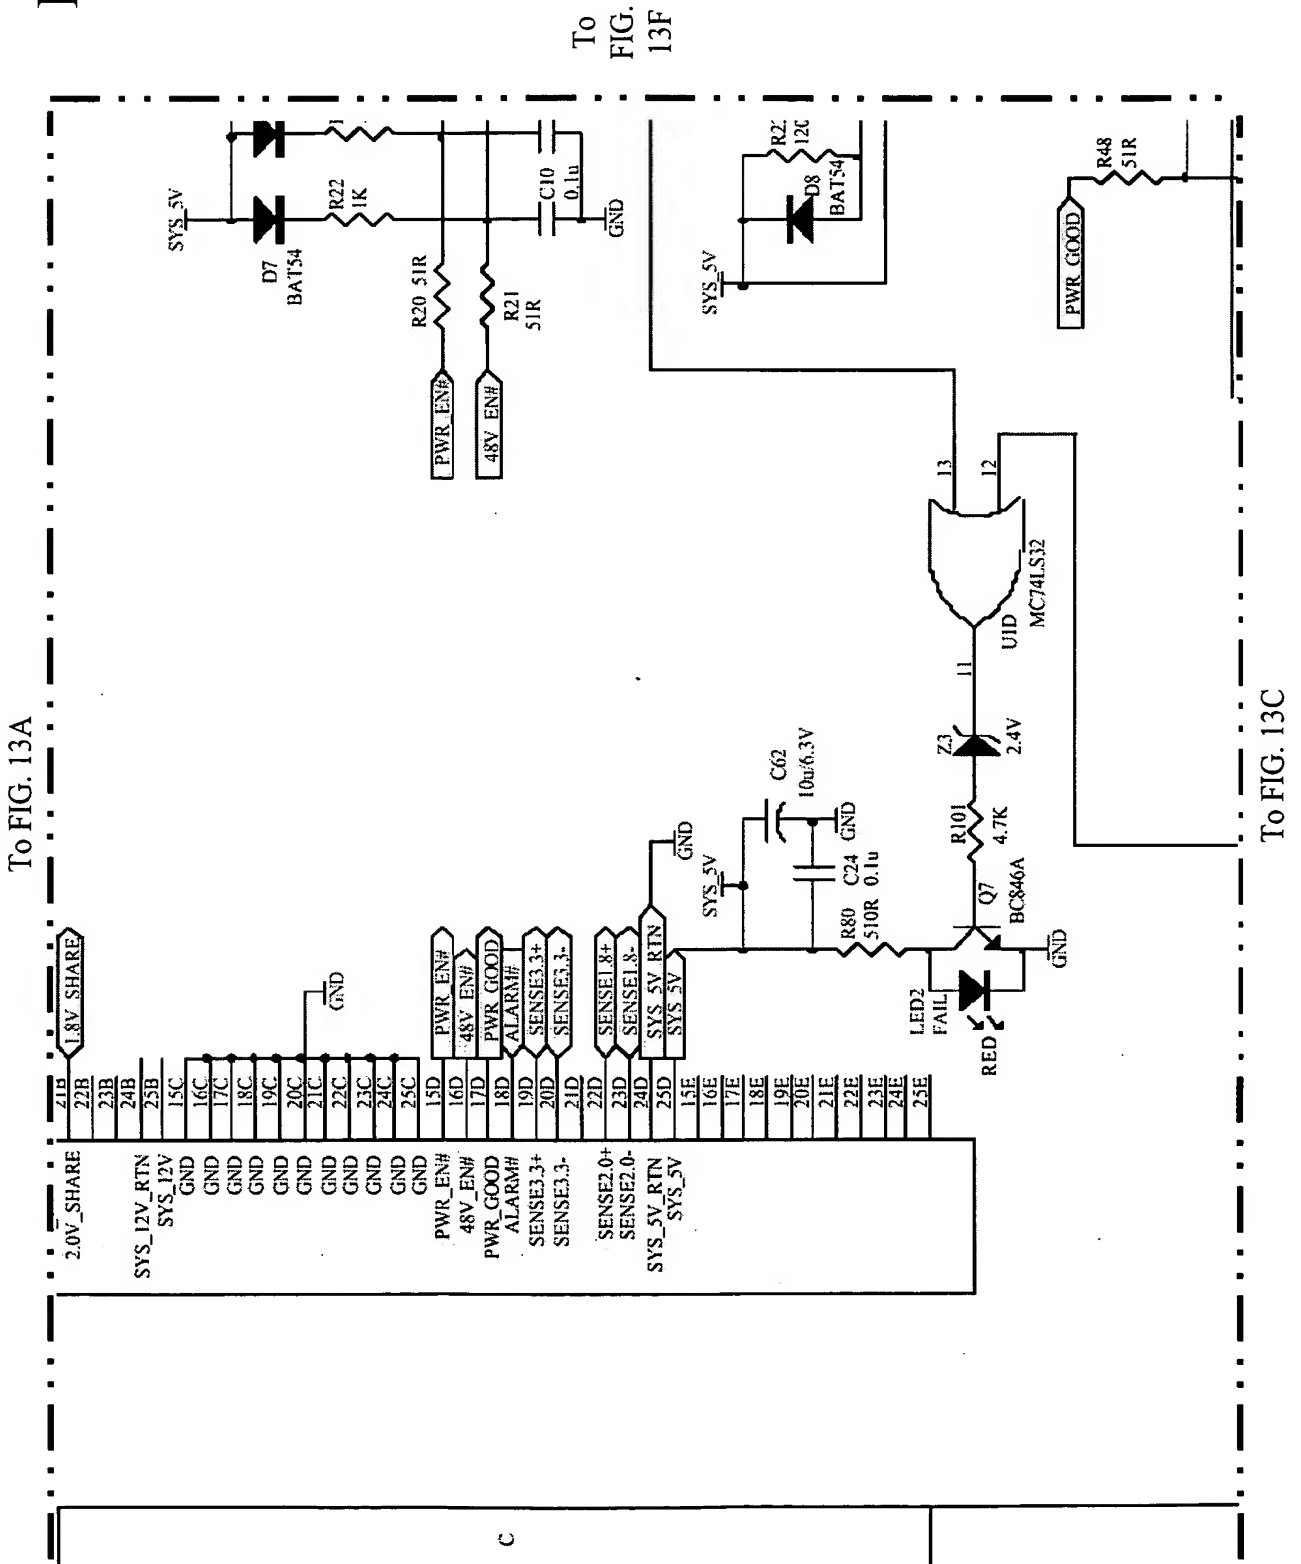 To FIG. 13A
To
FIG.
13F
To FIG. 13C
C
2.0V_SHARE
SYS_12V_RTN
SYS_12V
GND
GND
GND
GND
GND
GND
GND
GND
GND
GND
GND
PWR_EN#
48V_EN#
PWR_GOOD
ALARM#
SENSE3.3+
SENSE3.3-
SENSE2.0+
SENSE2.0-
SYS_5V_RTN
SYS_5V
21B
22B
23B
24B
25B
15C
16C
17C
18C
19C
20C
21C
22C
23C
24C
25C
15D
16D
17D
18D
19D
20D
21D
22D
23D
24D
25D
15E
16E
17E
18E
19E
20E
21E
22E
23E
24E
25E
1.8V_SHARE
GND
PWR_EN#
48V_EN#
PWR_GOOD
ALARM#
SENSE3.3+
SENSE3.3-
SENSE1.8+
SENSE1.8-
SYS_5V_RTN
SYS_5V
GND
SYS_5V
C62
10u/6.3V
GND
C24
0.1u
R80
510R
LED2
FAIL
RED
Q7
BC846A
GND
R101
4.7K
Z3
2.4V
11
U1D
MC74LS32
13
12
PWR_EN#
48V_EN#
R20 51R
R21
51R
SYS_5V
D7
BAT54
R22
1K
1
C10
0.1u
GND
SYS_5V
D8
BAT54
PWR_GOOD
R48
51R